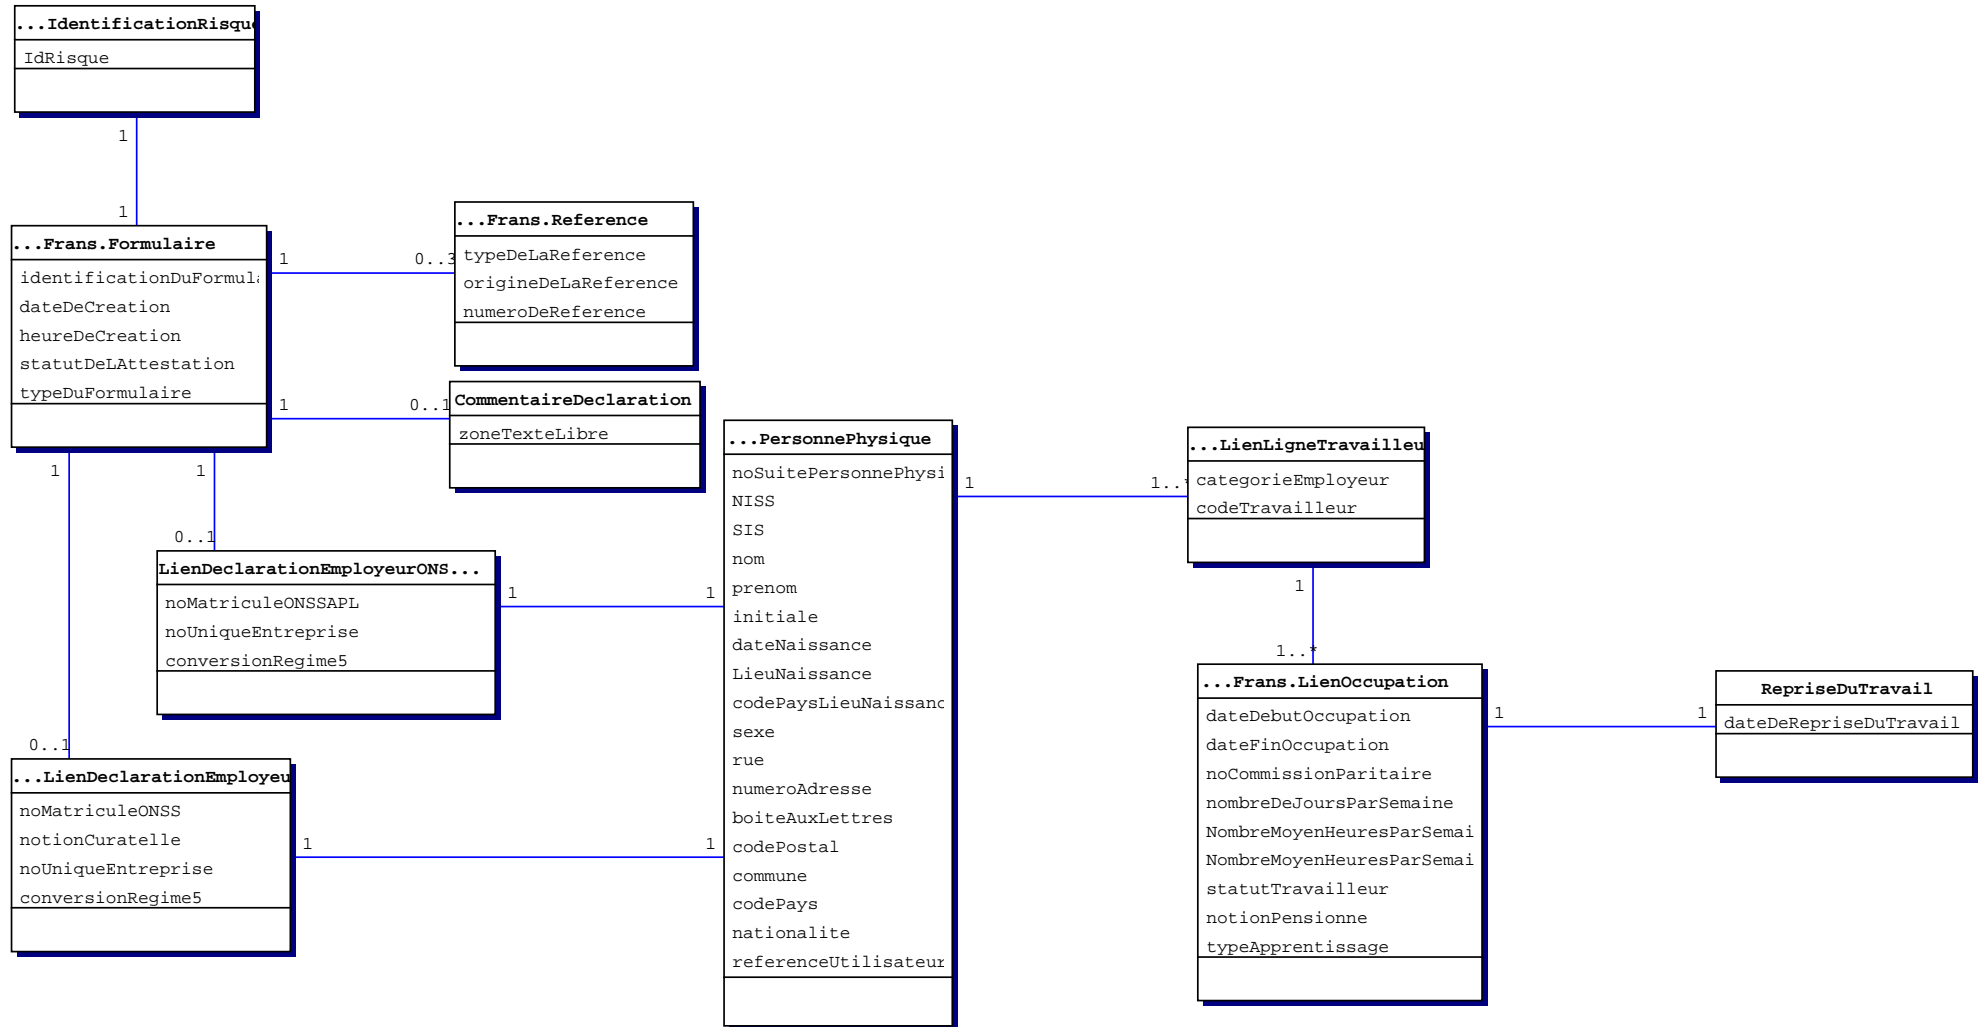 ...IdentificationRisque
IdRisque
1
1
...Frans.Formulaire
identificationDuFormula
dateDeCreation
heureDeCreation
statutDeLAttestation
typeDuFormulaire
1
0..3
...Frans.Reference
typeDeLaReference
origineDeLaReference
numeroDeReference
1
0..1
CommentaireDeclaration
zoneTexteLibre
1
1
0..1
LienDeclarationEmployeurONS...
noMatriculeONSSAPL
noUniqueEntreprise
conversionRegime5
1
1
0..1
...LienDeclarationEmployeu
noMatriculeONSS
notionCuratelle
noUniqueEntreprise
conversionRegime5
1
1
...PersonnePhysique
noSuitePersonnePhysi
NISS
SIS
nom
prenom
initiale
dateNaissance
LieuNaissance
codePaysLieuNaissanc
sexe
rue
numeroAdresse
boiteAuxLettres
codePostal
commune
codePays
nationalite
referenceUtilisateur
1
1..*
...LienLigneTravailleu
categorieEmployeur
codeTravailleur
1
1..*
...Frans.LienOccupation
dateDebutOccupation
dateFinOccupation
noCommissionParitaire
nombreDeJoursParSemaine
NombreMoyenHeuresParSemai
NombreMoyenHeuresParSemai
statutTravailleur
notionPensionne
typeApprentissage
1
1
RepriseDuTravail
dateDeRepriseDuTravail